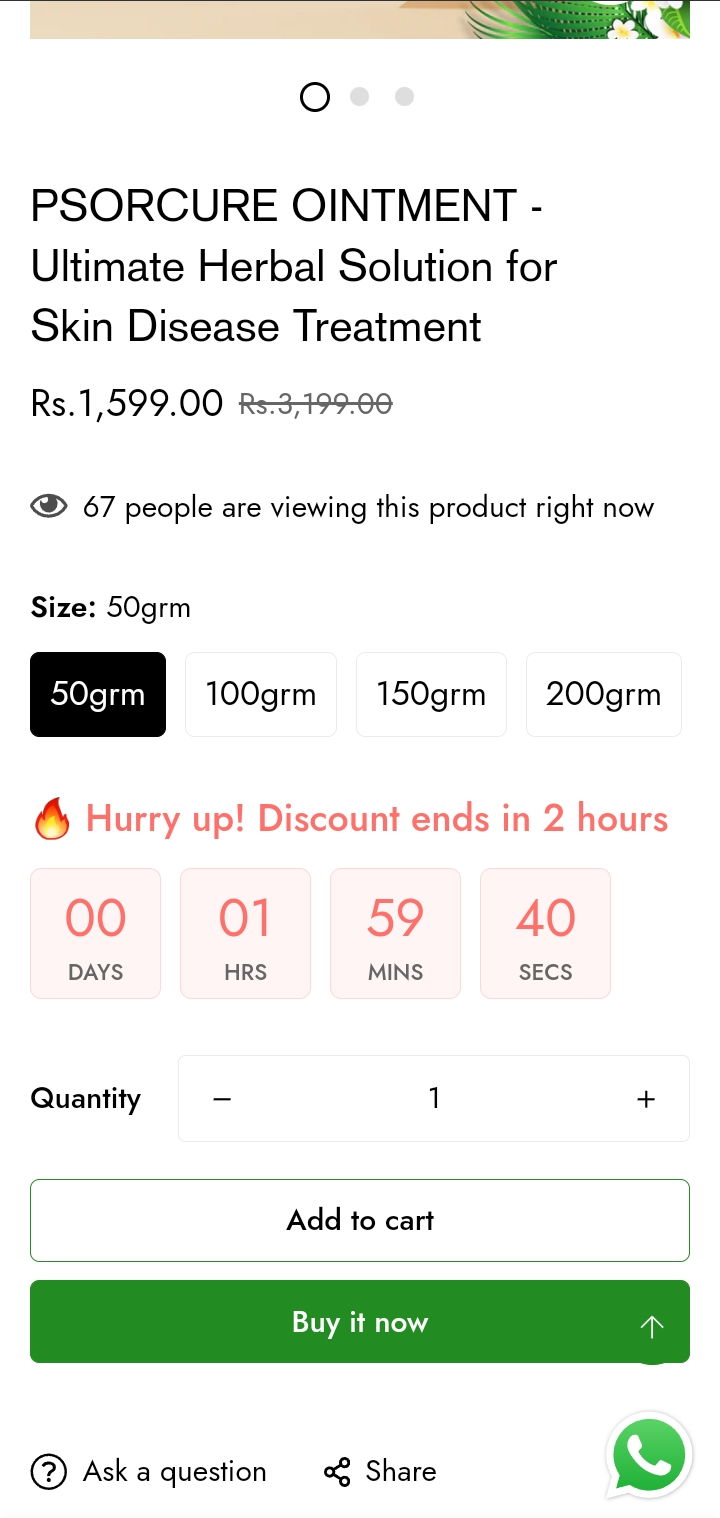 PSORCURE OINTMENT -
Ultimate Herbal Solution for
Skin Disease Treatment
Rs.1,599.00 Rs.3,199.00
67 people are viewing this product right now
Size: 50grm
50grm 100grm 150grm 200grm
🔥 Hurry up! Discount ends in 2 hours
00 01 59 40
DAYS HRS MINS SECS
Quantity − 1 +
Add to cart
Buy it now
Ask a question Share